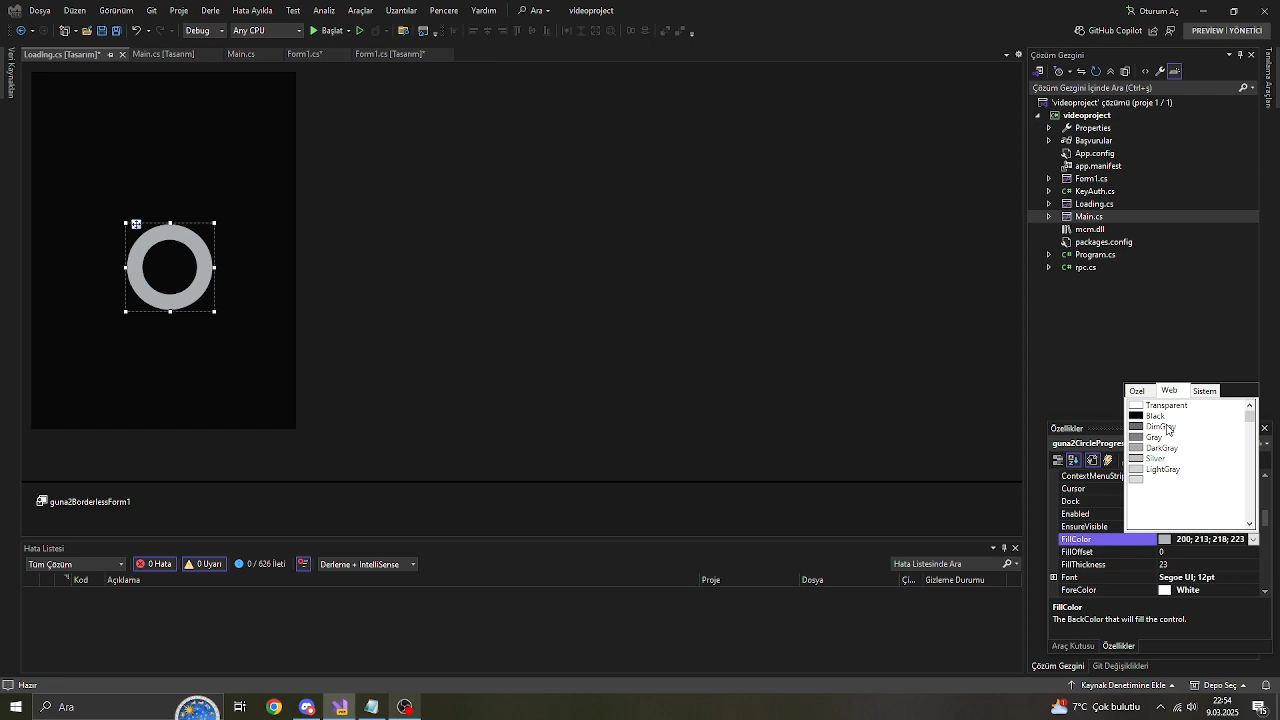 Dosya Düzen Görünüm Git Proje Derle Hata Ayıkla Test Analiz Araçlar Uzantılar Pencere Yardım Ara videoproject Oturum Aç
Debug Any CPU Başlat GitHub Copilot PREVIEW | YÖNETİCİ
Veri Kaynakları
Loading.cs [Tasarım]* Main.cs [Tasarım] Main.cs Form1.cs* Form1.cs [Tasarım]*
guna2BorderlessForm1
Hata Listesi
Tüm Çözüm 0 Hata 0 Uyarı 0 / 626 İleti Derleme + IntelliSense Hata Listesinde Ara
Kod Açıklama Proje Dosya Çi... Gizleme Durumu
Çözüm Gezgini
Çözüm Gezgini İçinde Ara (Ctrl+ş)
'videoproject' çözümü (proje 1 / 1)
videoproject
Properties
Başvurular
App.config
app.manifest
Form1.cs
KeyAuth.cs
Loading.cs
Main.cs
mcm.dll
packages.config
Program.cs
rpc.cs
Tanılama Araçları
Özel Web Sistem
Transparent
Black
DimGray
Gray
DarkGray
Silver
LightGray
Özellikler
guna2CircleProgres
ContextMenuStrip
Cursor
Dock
Enabled
EnsureVisible
FillColor 200; 213; 218; 223
FillOffset 0
FillThickness 23
Font Segoe UI; 12pt
ForeColor White
FillColor
The BackColor that will fill the control.
Araç Kutusu Özellikler
Çözüm Gezgini Git Değişiklikleri
Hazır Kaynak Denetimine Ekle Depo Seç
Ara 7°C Çok bulutlu 22:54
9.03.2025